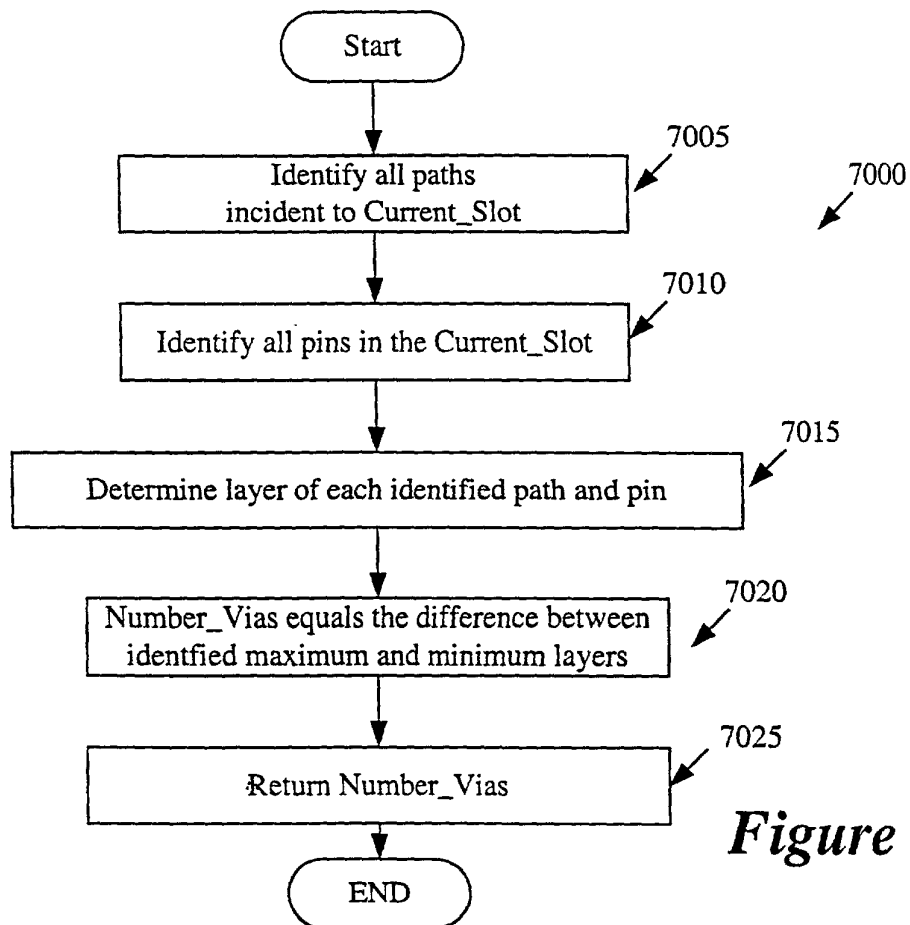 Start
7005
Identify all paths
incident to Current_Slot
7000
7010
Identify all pins in the Current_Slot
7015
Determine layer of each identified path and pin
7020
Number_Vias equals the difference between
identfied maximum and minimum layers
7025
Return Number_Vias
Figure
END